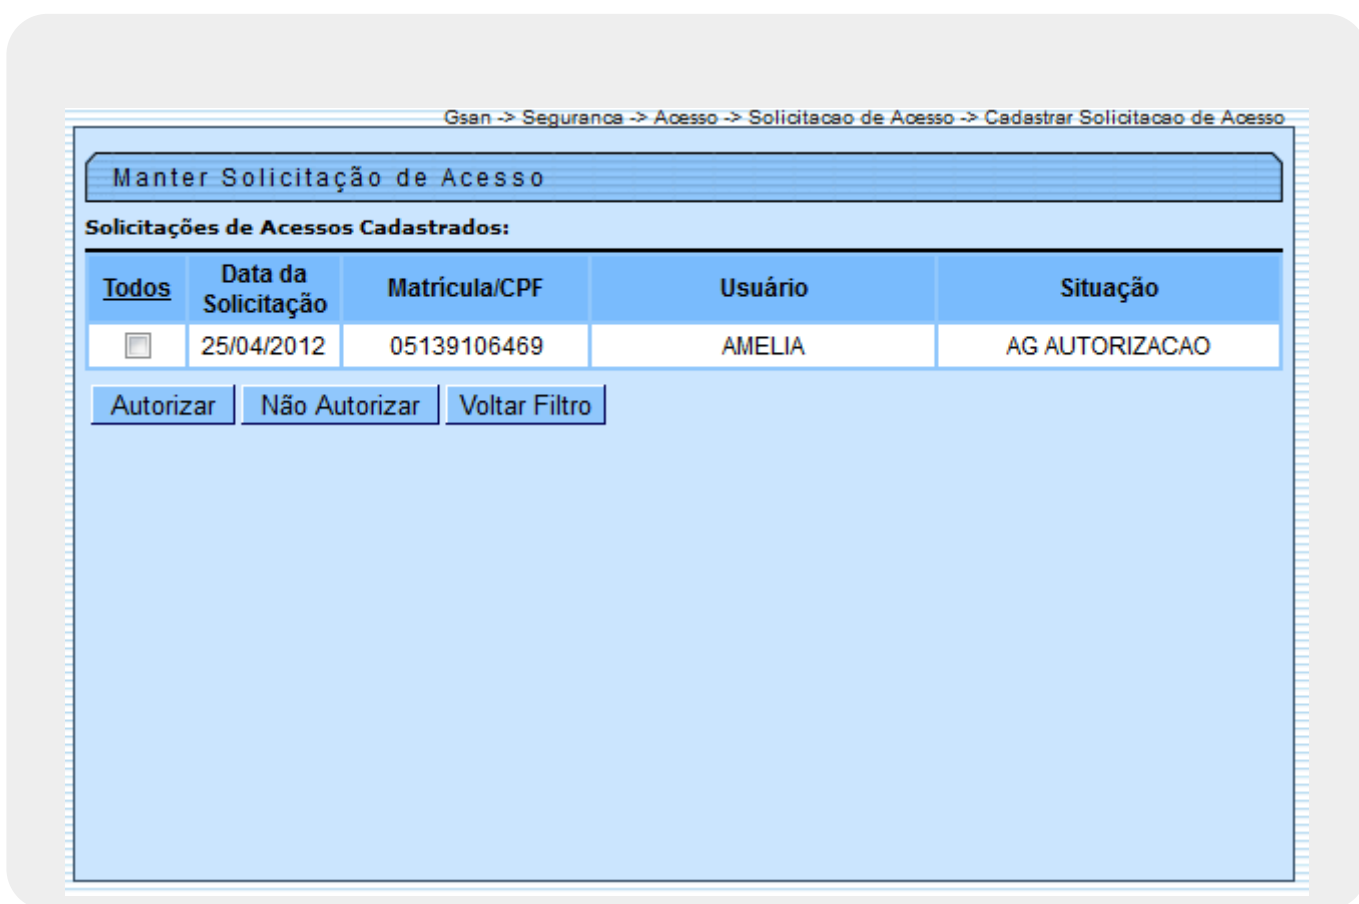 Gsan -> Seguranca -> Acesso -> Solicitacao de Acesso -> Cadastrar Solicitacao de Acesso
Manter Solicitação de Acesso
Solicitações de Acessos Cadastrados:
Todos Data da Solicitação Matrícula/CPF Usuário Situação
25/04/2012 05139106469 AMELIA AG AUTORIZACAO
Autorizar Não Autorizar Voltar Filtro